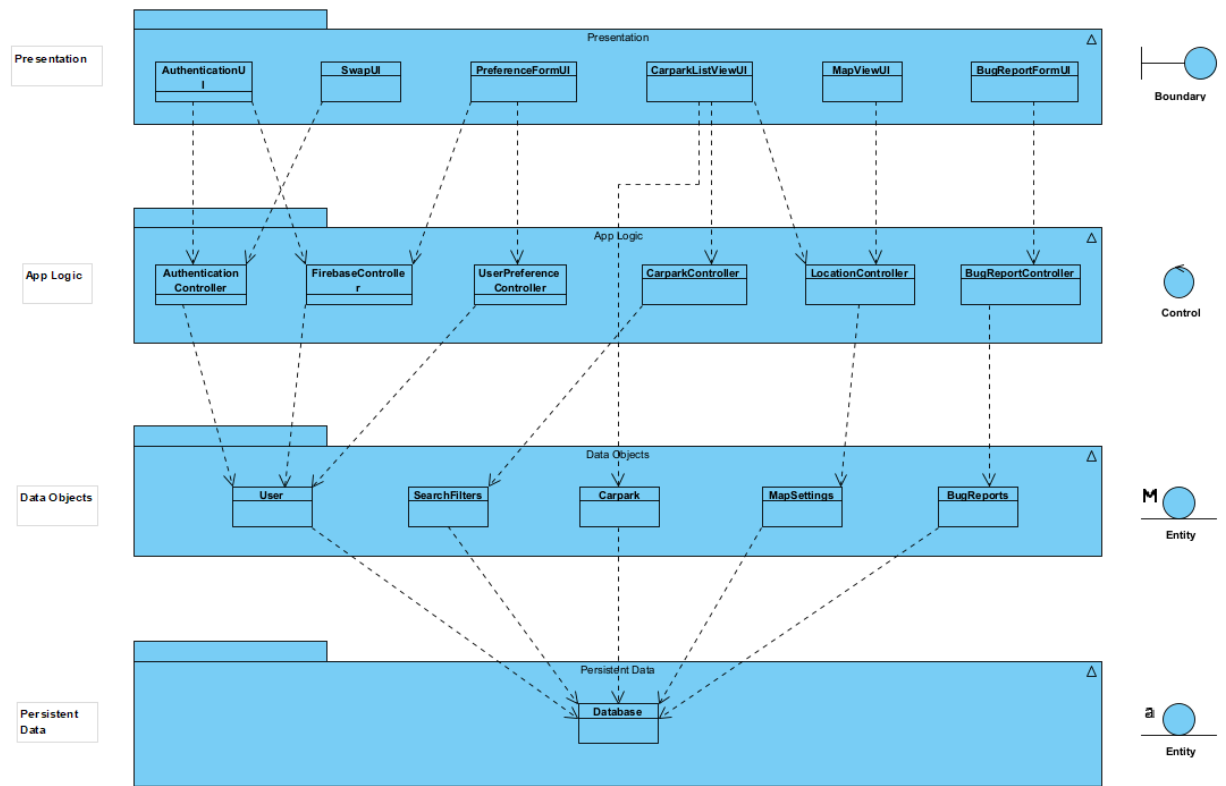 Presentation
Presentation
AuthenticationU
I
SwapUI
PreferenceFormUI
CarparkListViewUI
MapViewUI
BugReportFormUI
Boundary
App Logic
App Logic
Authentication
Controller
FirebaseControlle
r
UserPreference
Controller
CarparkController
LocationController
BugReportController
Control
Data Objects
Data Objects
User
SearchFilters
Carpark
MapSettings
BugReports
M
Entity
Persistent Data
Persistent
Data
Database
a
Entity